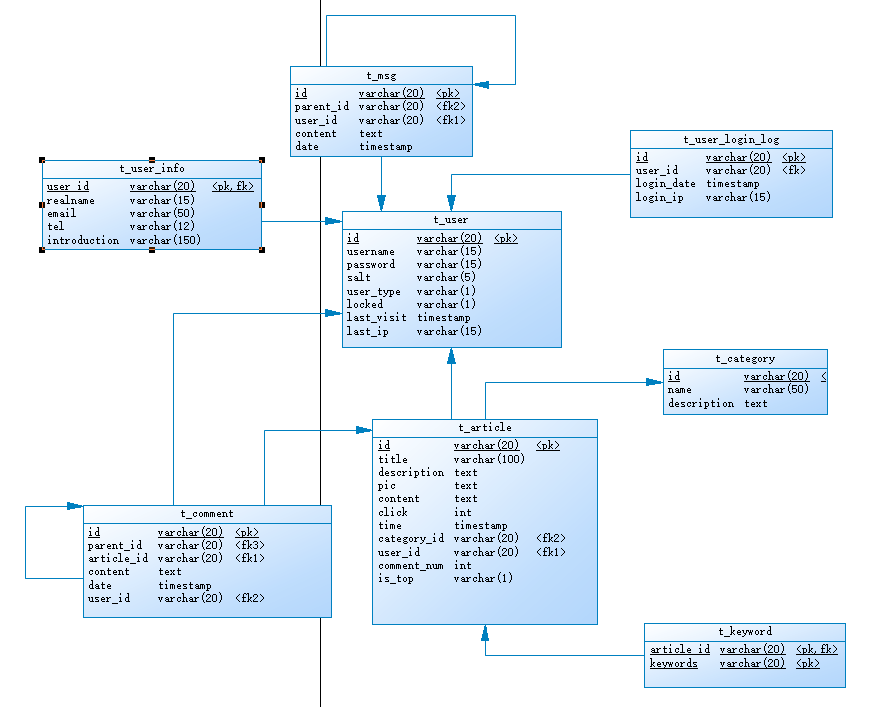 t_msg
id varchar(20) <pk>
parent_id varchar(20) <fk2>
user_id varchar(20) <fk1>
content text
date timestamp
t_user_login_log
id varchar(20) <pk>
user_id varchar(20) <fk>
login_date timestamp
login_ip varchar(15)
t_user_info
user_id varchar(20) <pk,fk>
realname varchar(15)
email varchar(50)
tel varchar(12)
introduction varchar(150)
t_user
id varchar(20) <pk>
username varchar(15)
password varchar(15)
salt varchar(5)
user_type varchar(1)
locked varchar(1)
last_visit timestamp
last_ip varchar(15)
t_category
id varchar(20) <
name varchar(50)
description text
t_article
id varchar(20) <pk>
title varchar(100)
description text
pic text
content text
click int
time timestamp
category_id varchar(20) <fk2>
user_id varchar(20) <fk1>
comment_num int
is_top varchar(1)
t_comment
id varchar(20) <pk>
parent_id varchar(20) <fk3>
article_id varchar(20) <fk1>
content text
date timestamp
user_id varchar(20) <fk2>
t_keyword
article_id varchar(20) <pk,fk>
keywords varchar(20) <pk>